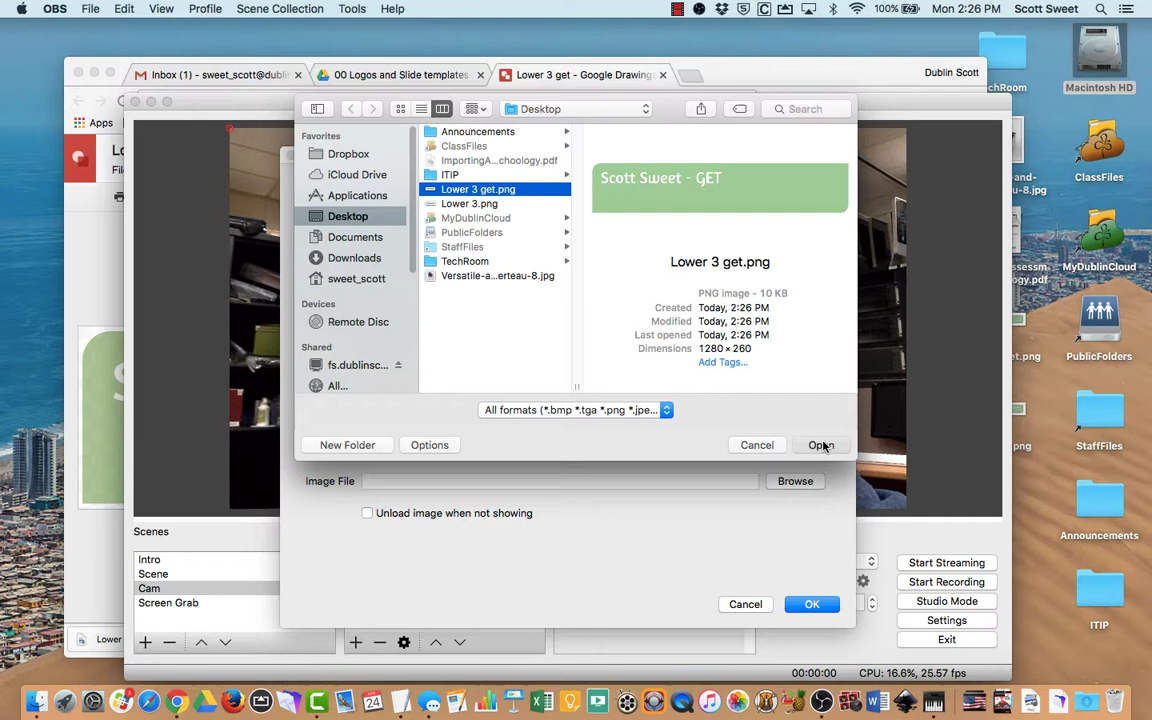 OBS File Edit View Profile Scene Collection Tools Help 100% Mon 2:26 PM Scott Sweet
Inbox (1) - sweet_scott@dubli 00 Logos and Slide templates Lower 3 get - Google Drawings Dublin Scott
Apps
Desktop
Search
Favorites
Dropbox
iCloud Drive
Applications
Desktop
Documents
Downloads
sweet_scott
Devices
Remote Disc
Shared
fs.dublinsc...
All...
Announcements
ClassFiles
ImportingA...choology.pdf
ITIP
Lower 3 get.png
Lower 3.png
MyDublinCloud
PublicFolders
StaffFiles
TechRoom
Versatile-a...erteau-8.jpg
Scott Sweet - GET
Lower 3 get.png
PNG image - 10 KB
Created Today, 2:26 PM
Modified Today, 2:26 PM
Last opened Today, 2:26 PM
Dimensions 1280 × 260
Add Tags...
All formats (*.bmp *.tga *.png *.jpe...
New Folder Options Cancel Open
Image File Browse
Unload image when not showing
Cancel OK
Scenes
Intro
Scene
Cam
Screen Grab
Start Streaming
Start Recording
Studio Mode
Settings
Exit
00:00:00 CPU: 16.6%, 25.57 fps
Lower
Macintosh HD
ClassFiles
MyDublinCloud
PublicFolders
StaffFiles
Announcements
ITIP